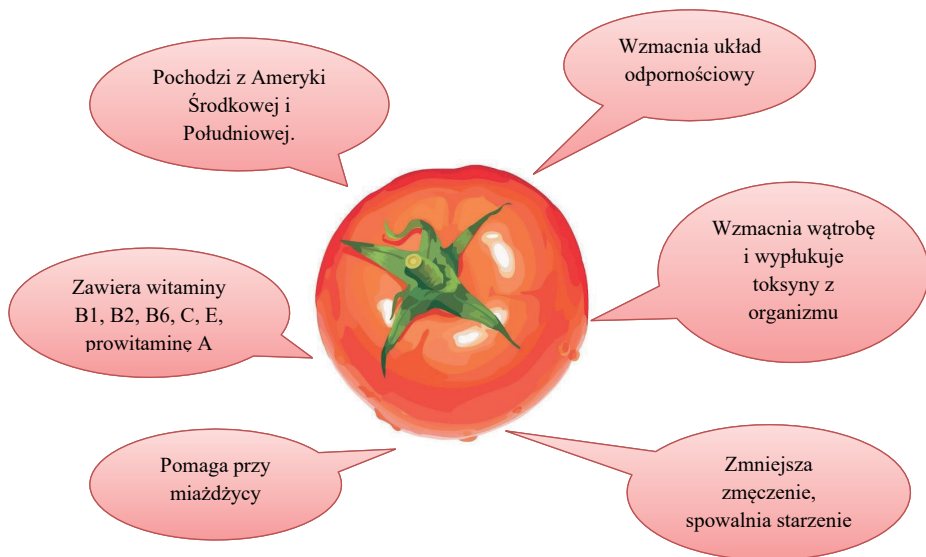 Pochodzi z Ameryki
Środkowej i
Południowej.
Wzmacnia układ
odpornościowy
Zawiera witaminy
B1, B2, B6, C, E,
prowitaminę A
Wzmacnia wątrobę
i wypłukuje
toksyny z
organizmu
Pomaga przy
miażdżycy
Zmniejsza
zmęczenie,
spowalnia starzenie